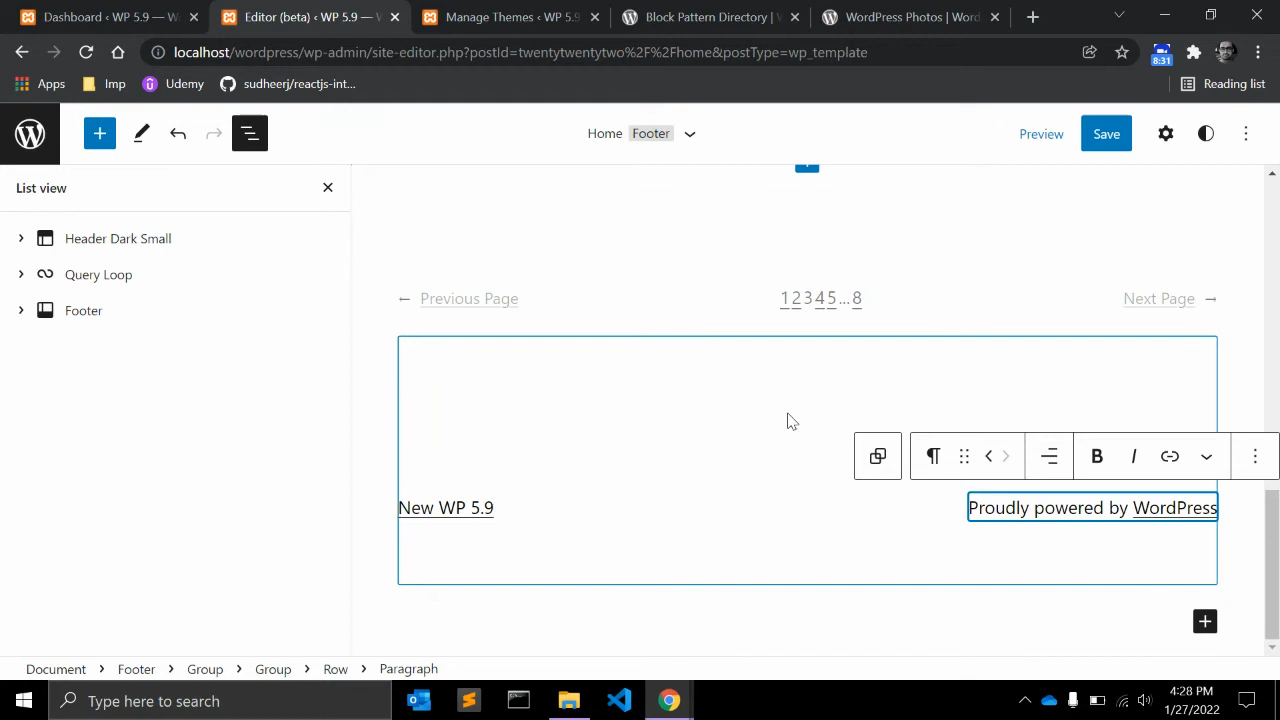 Dashboard ‹ WP 5.9 — W
Editor (beta) ‹ WP 5.9 — W
Manage Themes ‹ WP 5.9
Block Pattern Directory | W
WordPress Photos | Word
localhost/wordpress/wp-admin/site-editor.php?postId=twentytwentytwo%2F%2Fhome&postType=wp_template
8:31
Apps
Imp
Udemy
sudheerj/reactjs-int...
Reading list
Home Footer
Preview
Save
List view
Header Dark Small
Query Loop
Footer
← Previous Page
1 2 3 4 5 … 8
Next Page →
B I
New WP 5.9
Proudly powered by WordPress
Document > Footer > Group > Group > Row > Paragraph
Type here to search
4:28 PM
1/27/2022